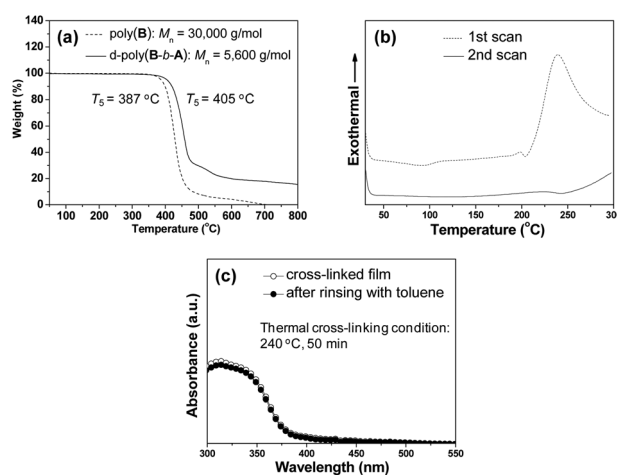 (a)
poly(B): Mn = 30,000 g/mol
d-poly(B-b-A): Mn = 5,600 g/mol
T5 = 387 °C
T5 = 405 °C
Weight (%)
140
120
100
80
60
40
20
0
100 200 300 400 500 600 700 800
Temperature (°C)
(b)
1st scan
2nd scan
Exothermal
50 100 150 200 250 30
Temperature (°C)
(c)
cross-linked film
after rinsing with toluene
Thermal cross-linking condition:
240 °C, 50 min
Absorbance (a.u.)
300 350 400 450 500 550
Wavelength (nm)